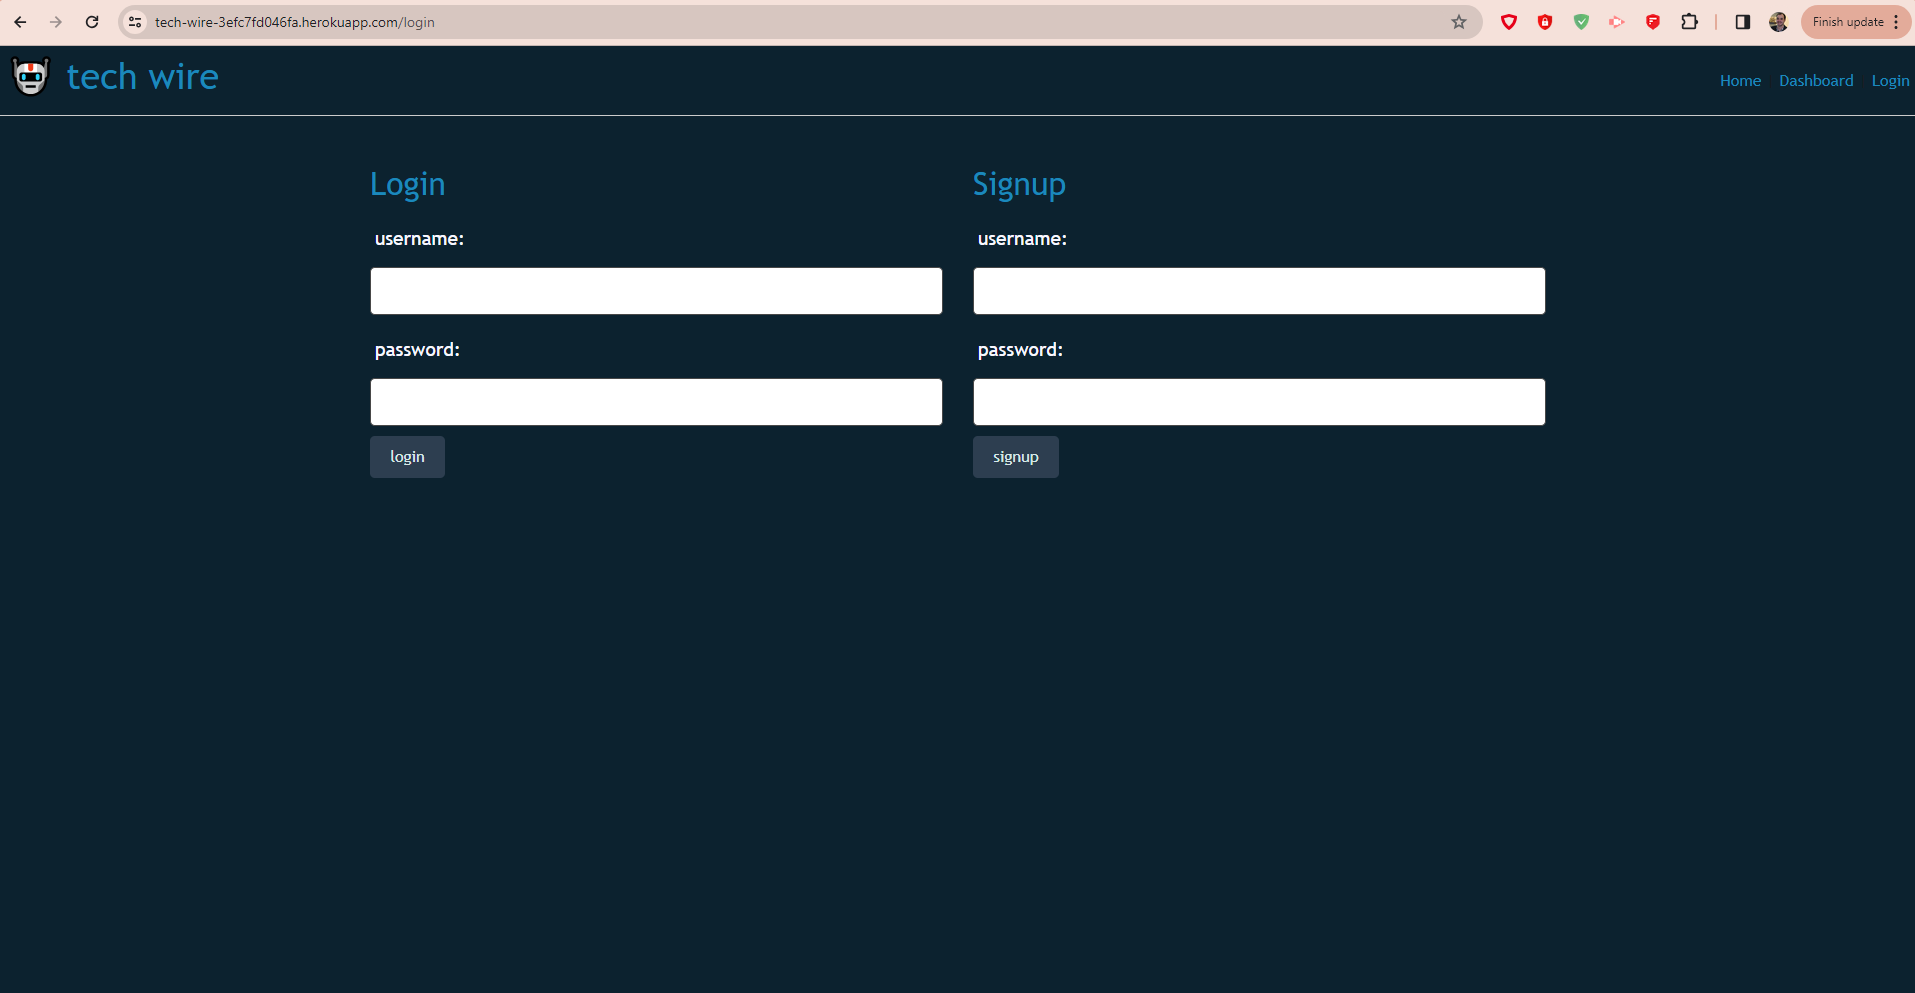 tech-wire-3efc7fd046fa.herokuapp.com/login
Finish update
tech wire
Home Dashboard Login
Login
username:
password:
login
Signup
username:
password:
signup